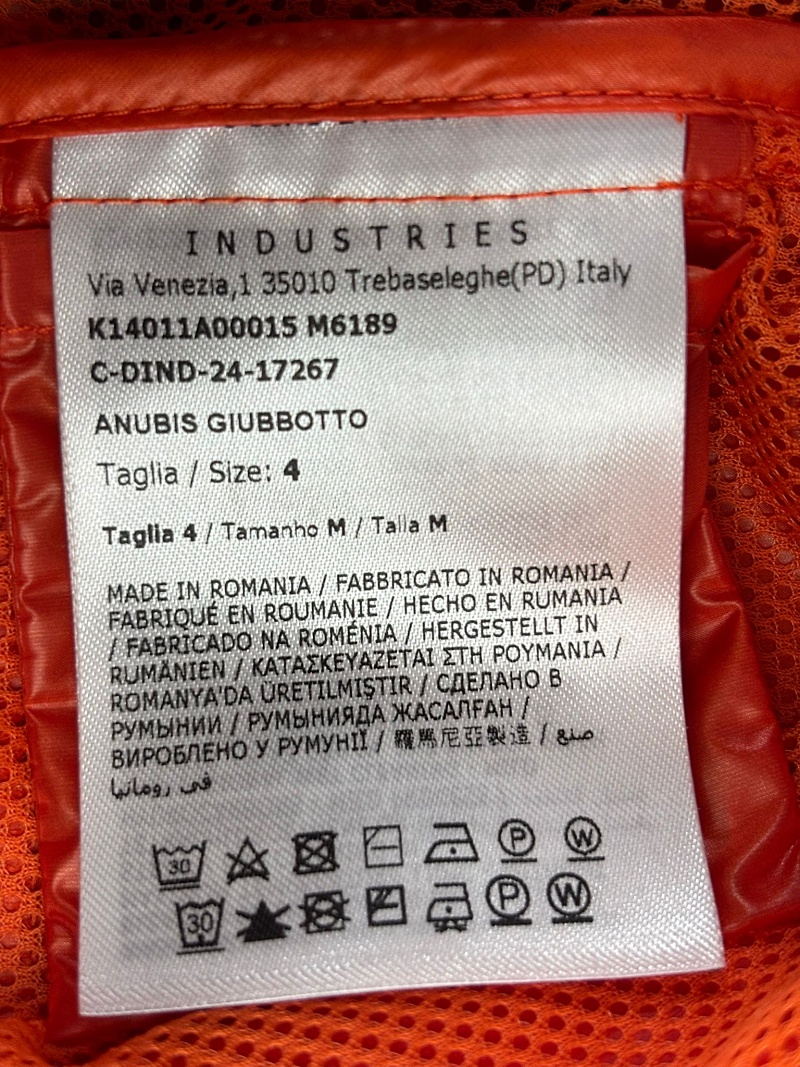 INDUSTRIES
Via Venezia,1 35010 Trebaseleghe(PD) Italy
K14011A00015 M6189
C-DIND-24-17267
ANUBIS GIUBBOTTO
Taglia / Size: 4
Taglia 4 / Tamanho M / Talla M
MADE IN ROMANIA / FABBRICATO IN ROMANIA /
FABRIQUÉ EN ROUMANIE / HECHO EN RUMANIA
/ FABRICADO NA ROMÉNIA / HERGESTELLT IN
RUMÄNIEN / ΚΑΤΑΣΚΕΥΑΖΕΤΑΙ ΣΤΗ ΡΟΥΜΑΝΙΑ /
ROMANYA'DA ÜRETILMIŞTIR / СДЕЛАНО В
РУМЫНИИ / РУМЫНИЯДА ЖАСАЛҒАН /
ВИРОБЛЕНО У РУМУНІЇ / 羅馬尼亞製造 / صنع
في رومانيا
30 P W
30 P W